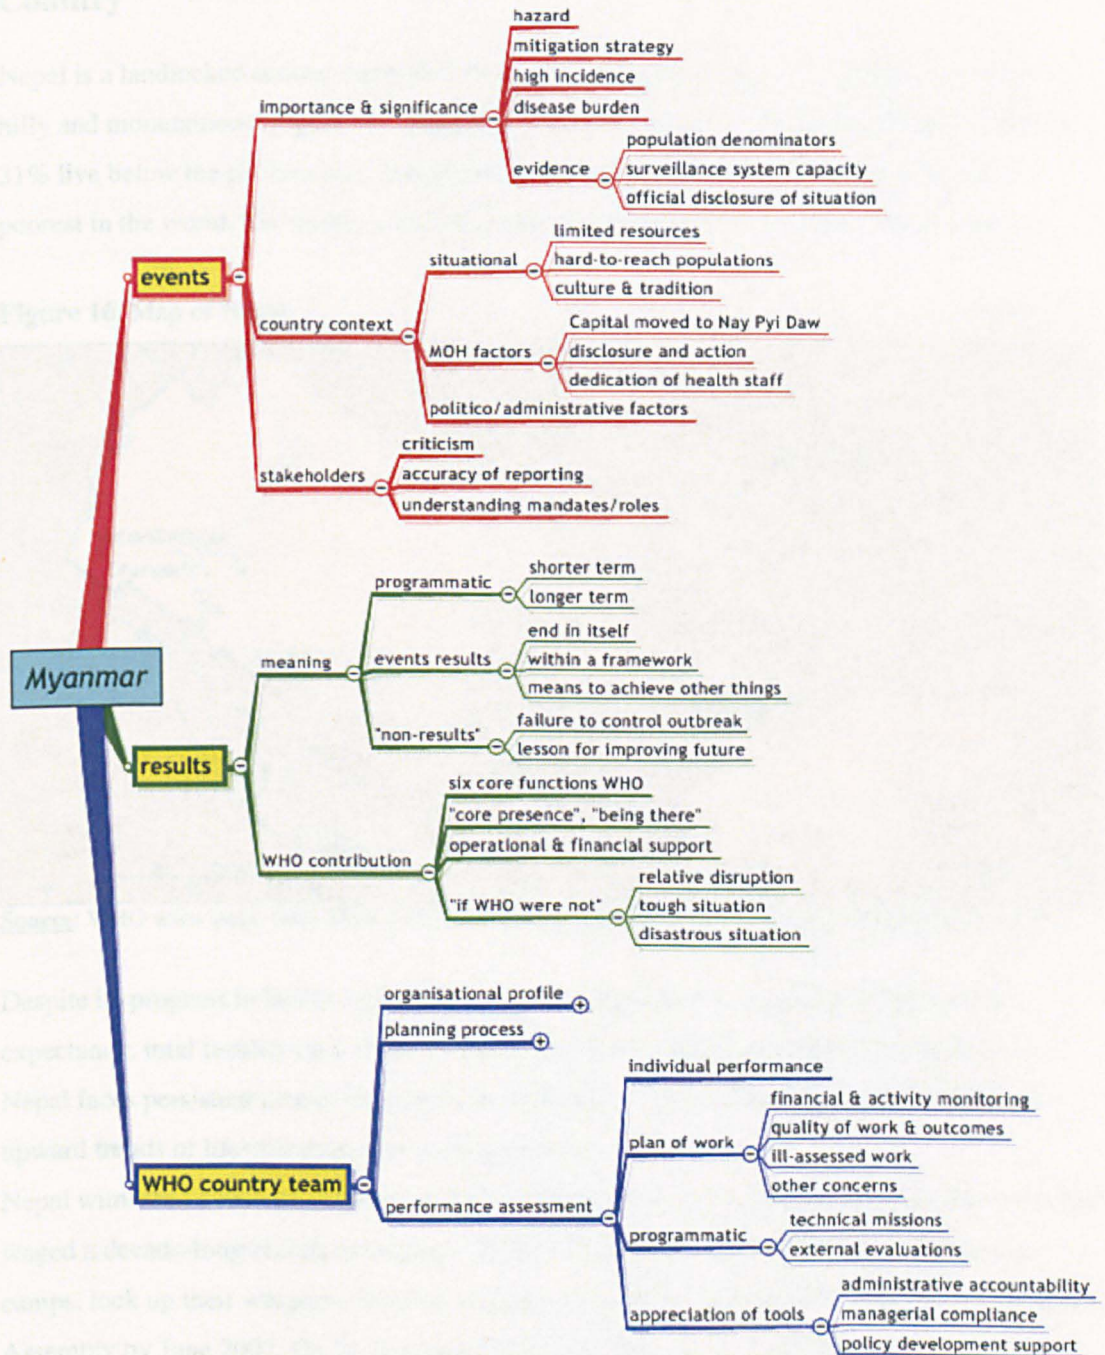 Myanmar
events
importance & significance
hazard
mitigation strategy
high incidence
disease burden
evidence
population denominators
surveillance system capacity
official disclosure of situation
country context
situational
limited resources
hard-to-reach populations
culture & tradition
MOH factors
Capital moved to Nay Pyi Daw
disclosure and action
dedication of health staff
politico/administrative factors
stakeholders
criticism
accuracy of reporting
understanding mandates/roles
results
meaning
programmatic
shorter term
longer term
events results
end in itself
within a framework
means to achieve other things
"non-results"
failure to control outbreak
lesson for improving future
WHO contribution
six core functions WHO
"core presence", "being there"
operational & financial support
"if WHO were not"
relative disruption
tough situation
disastrous situation
WHO country team
organisational profile
planning process
performance assessment
individual performance
plan of work
financial & activity monitoring
quality of work & outcomes
ill-assessed work
other concerns
programmatic
technical missions
external evaluations
appreciation of tools
administrative accountability
managerial compliance
policy development support